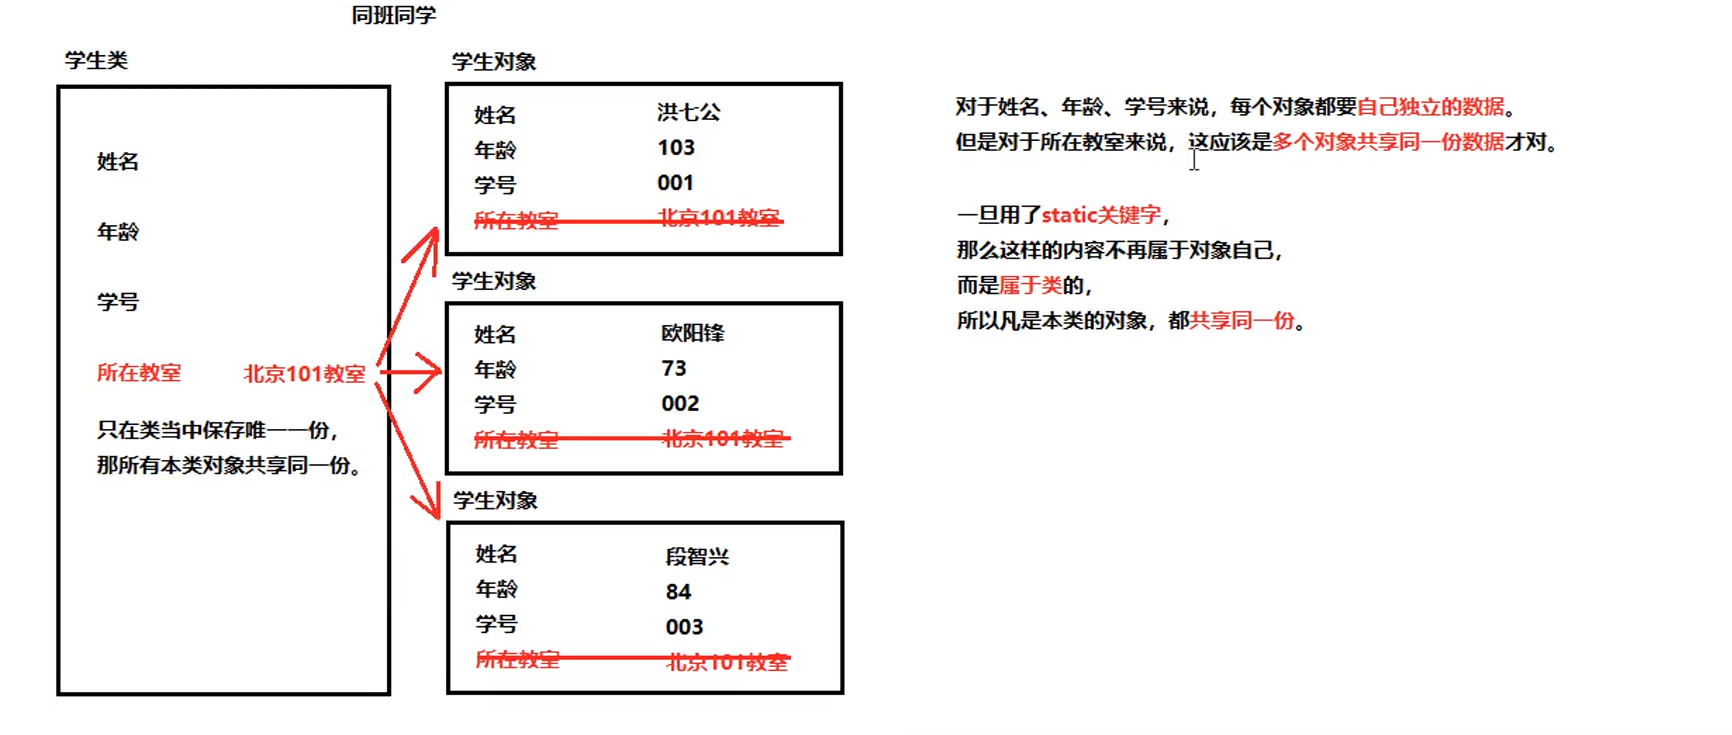 同班同学
学生类
姓名
年龄
学号
所在教室 北京101教室
只在类当中保存唯一一份，
那所有本类对象共享同一份。
学生对象
姓名 洪七公
年龄 103
学号 001
所在教室 北京101教室
学生对象
姓名 欧阳锋
年龄 73
学号 002
所在教室 北京101教室
学生对象
姓名 段智兴
年龄 84
学号 003
所在教室 北京101教室
对于姓名、年龄、学号来说，每个对象都要自己独立的数据。
但是对于所在教室来说，这应该是多个对象共享同一份数据才对。
一旦用了static关键字，
那么这样的内容不再属于对象自己，
而是属于类的，
所以凡是本类的对象，都共享同一份。